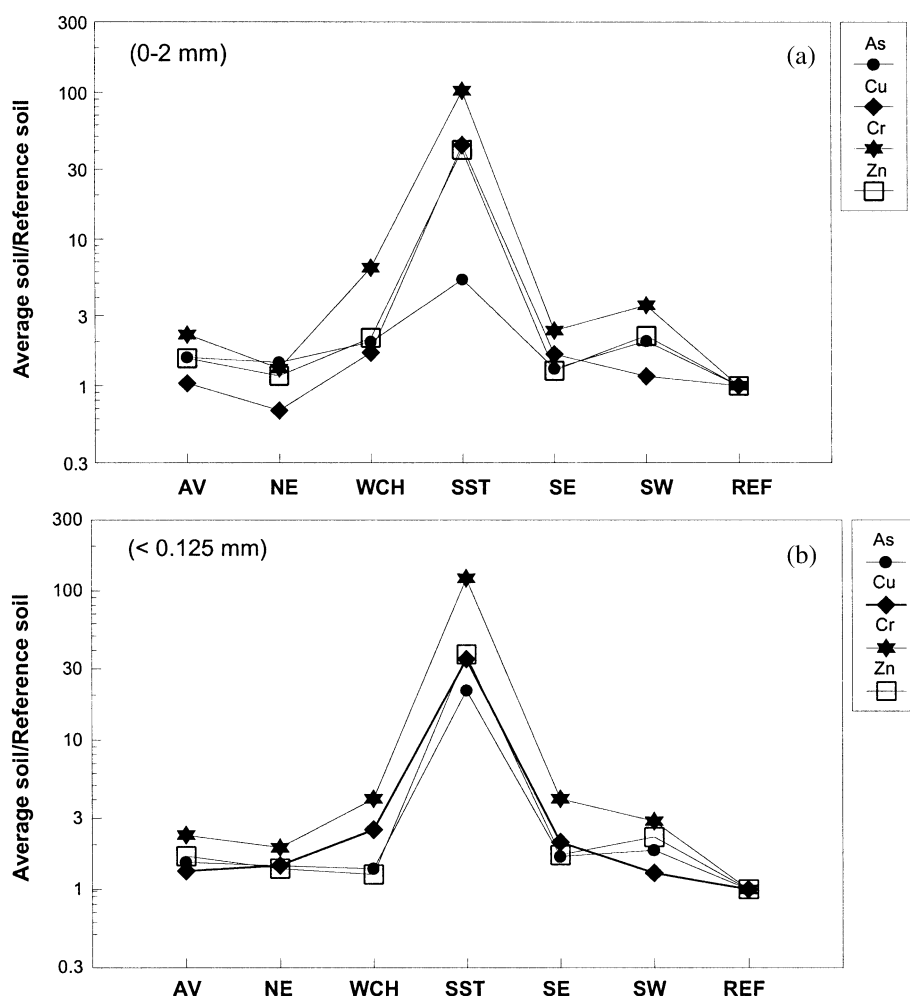 300
(0-2 mm)
(a)
As
Cu
Cr
Zn
100
30
10
3
1
0.3
Average soil/Reference soil
AV NE WCH SST SE SW REF
300
(< 0.125 mm)
(b)
As
Cu
Cr
Zn
100
30
10
3
1
0.3
Average soil/Reference soil
AV NE WCH SST SE SW REF